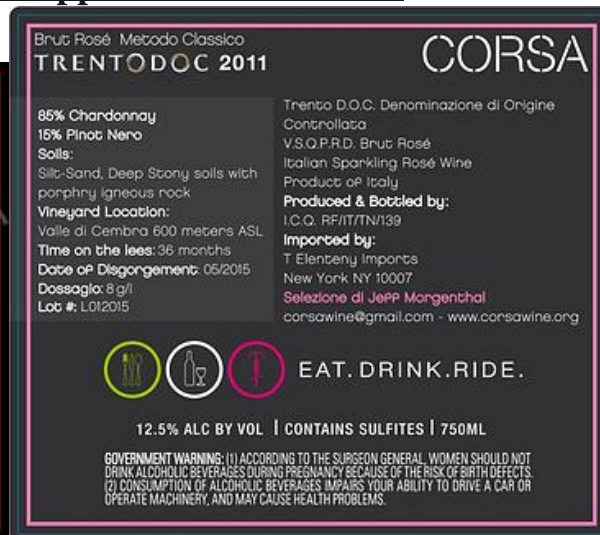 Brut Rosé Metodo Classico
TRENTODOC 2011
CORSA
85% Chardonnay
15% Pinot Nero
Soils:
Silt-Sand, Deep Stony soils with
porphry igneous rock
Vineyard Location:
Valle di Cembra 600 meters ASL
Time on the lees: 36 months
Date of Disgorgement: 05/2015
Dossagio: 8 g/l
Lot #: L012015
Trento D.O.C. Denominazione di Origine
Controllata
V.S.Q.P.R.D. Brut Rosé
Italian Sparkling Rosé Wine
Product of Italy
Produced & Bottled by:
I.C.Q. RF/IT/TN/139
Imported by:
T Elenteny Imports
New York NY 10007
Selezione di Jeff Morgenthal
corsawine@gmail.com - www.corsawine.org
EAT. DRINK.RIDE.
12.5% ALC BY VOL | CONTAINS SULFITES | 750ML
GOVERNMENT WARNING: (1) ACCORDING TO THE SURGEON GENERAL, WOMEN SHOULD NOT
DRINK ALCOHOLIC BEVERAGES DURING PREGNANCY BECAUSE OF THE RISK OF BIRTH DEFECTS.
(2) CONSUMPTION OF ALCOHOLIC BEVERAGES IMPAIRS YOUR ABILITY TO DRIVE A CAR OR
OPERATE MACHINERY, AND MAY CAUSE HEALTH PROBLEMS.